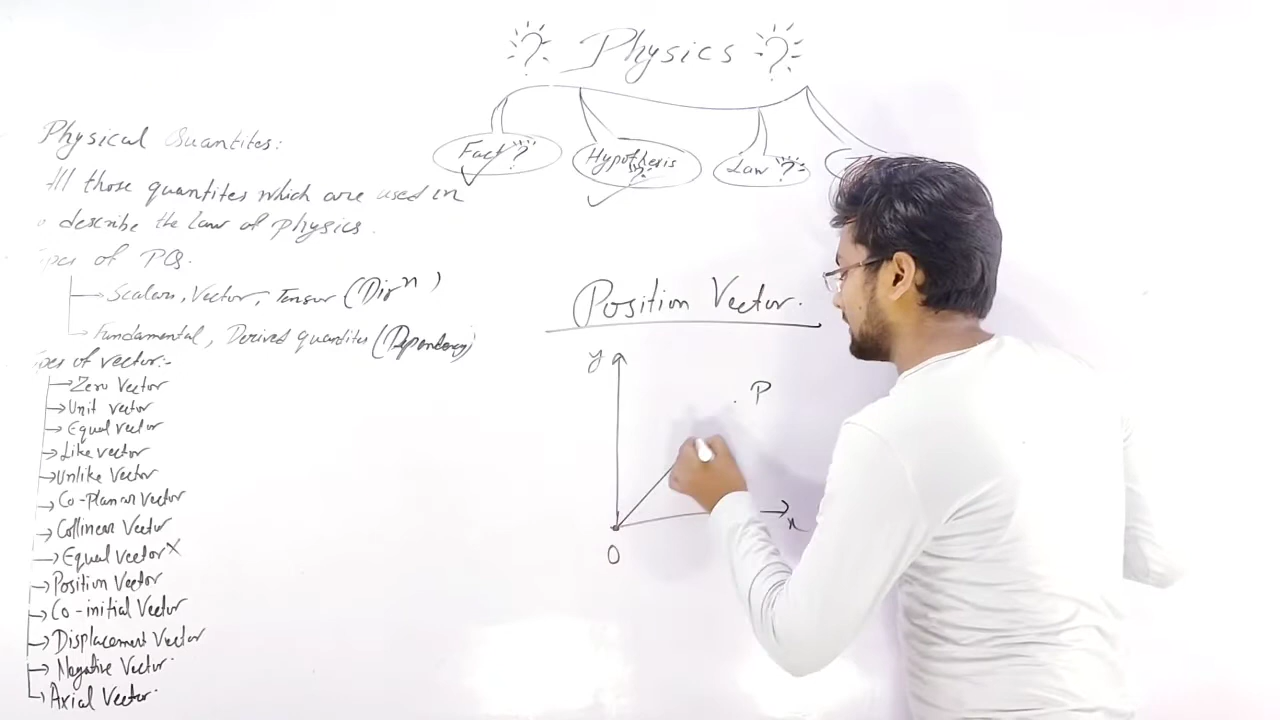 ? Physics ?
Fact ?
Hypothesis ?
Law ?
Physical Quantites:
All those quantites which are used in
describe the Law of physics.
Types of PQs.
Scalars, Vector, Tensor (Dirⁿ)
Fundamental, Derived quantites (Dependency)
Types of vector:-
Zero Vector
Unit vector
Equal vector
Like vector
Unlike Vector
Co-planar Vector
Collinear Vector
Equal vector x
Position Vector
Co-initial Vector
Displacement Vector
Negative Vector
Axial Vector
Position Vector.
y
P
x
O